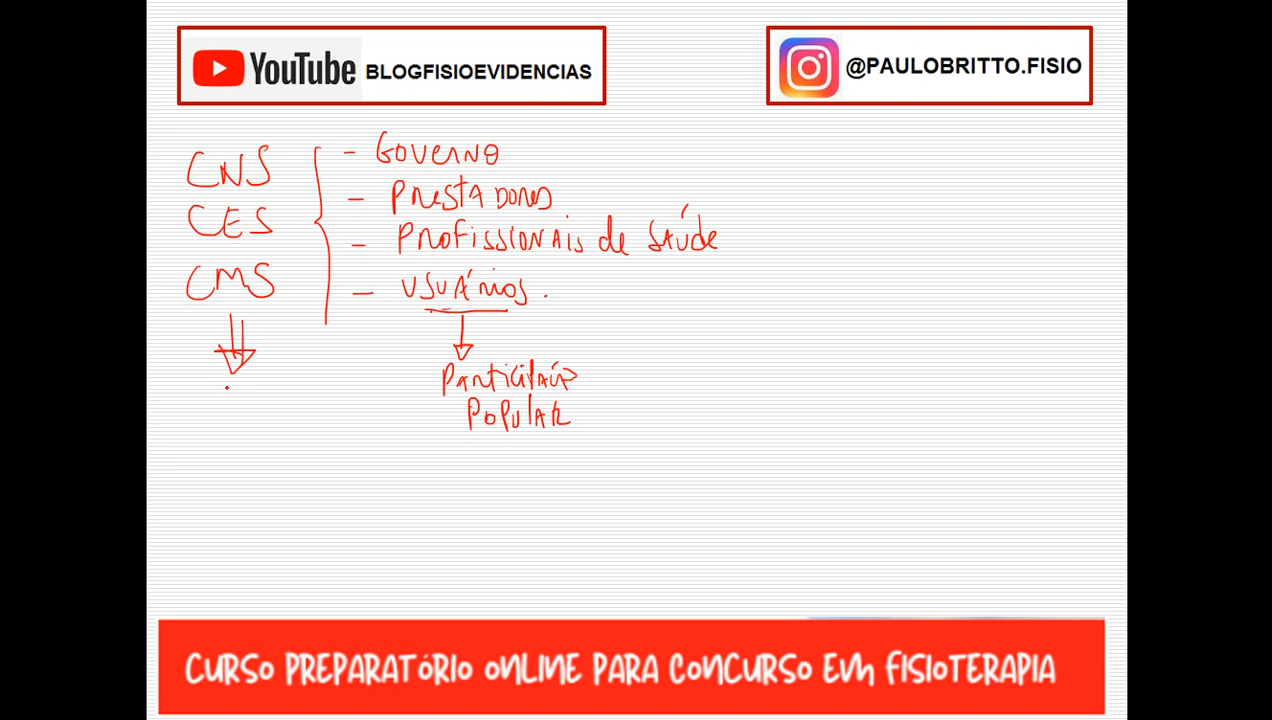 YouTube BLOGFISIOEVIDENCIAS
@PAULOBRITTO.FISIO
CNS
CES
CMS
- GOVERNO
- PRESTADORES
- PROFISSIONAIS de SAÚDE
- USUÁRIOS.
PARTICIPAÇÃO
POPULAR
CURSO PREPARATÓRIO ONLINE PARA CONCURSO EM FISIOTERAPIA